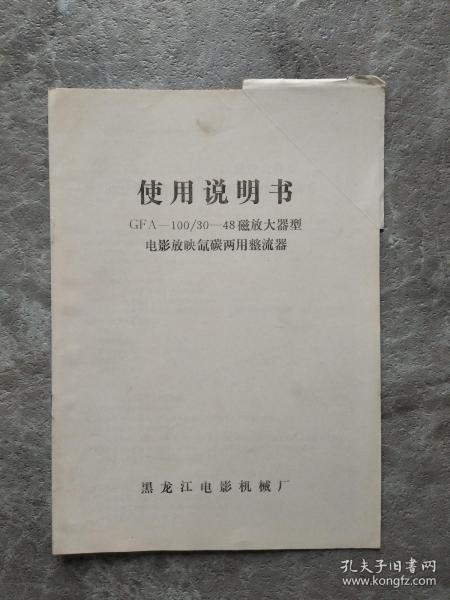 使用说明书
GFA—100/30—48磁放大器型
电影放映氙碳两用整流器
黑龙江电影机械厂
孔夫子旧书网
www.kongfz.com